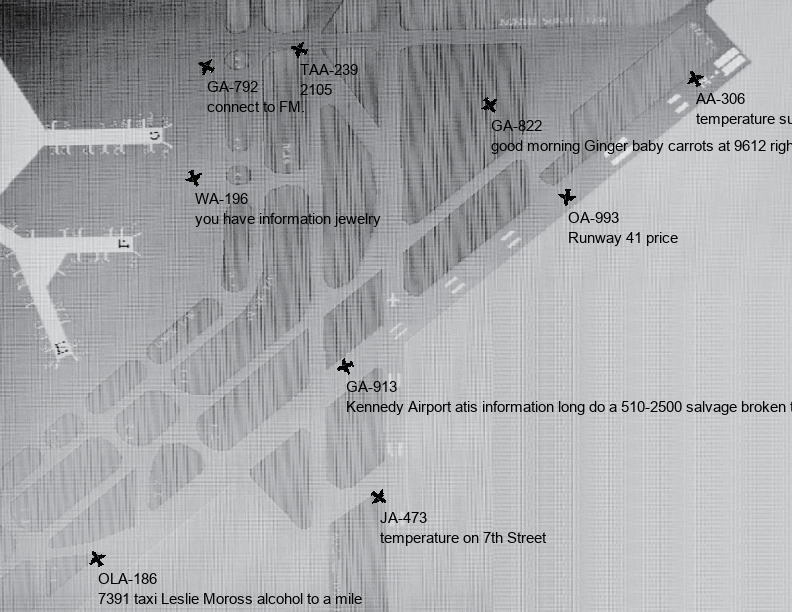 TAA-239
2105
GA-792
connect to FM.
AA-306
temperature su
GA-822
good morning Ginger baby carrots at 9612 righ
WA-196
you have information jewelry
OA-993
Runway 41 price
GA-913
Kennedy Airport atis information long do a 510-2500 salvage broken t
JA-473
temperature on 7th Street
OLA-186
7391 taxi Leslie Moross alcohol to a mile